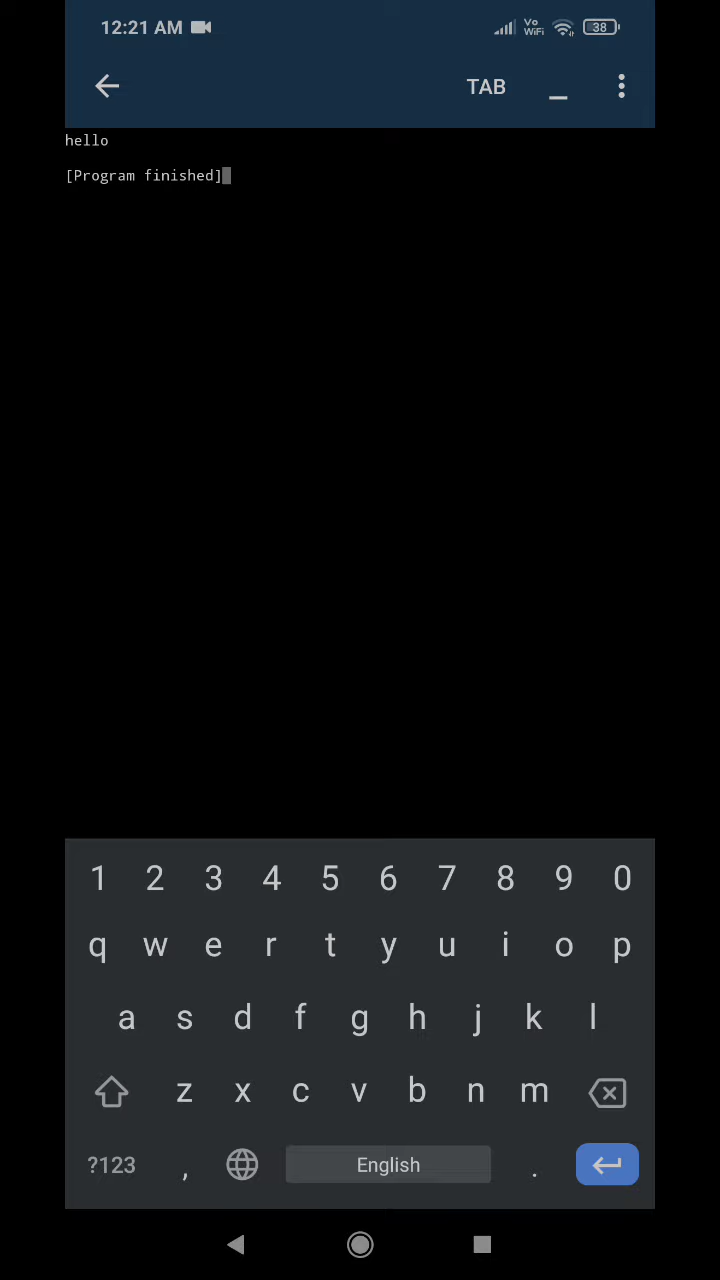 12:21 AM Vo WiFi 38
TAB
hello
[Program finished]
1 2 3 4 5 6 7 8 9 0
q w e r t y u i o p
a s d f g h j k l
z x c v b n m
?123 , English .